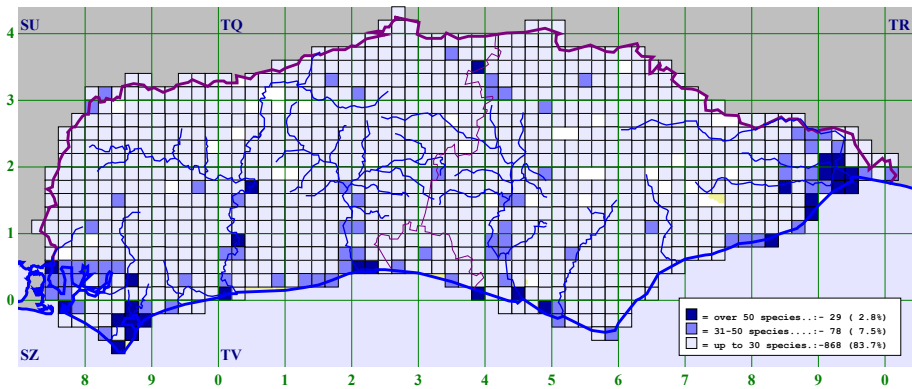 SU TQ TR
4
3
2
1
0
■ = over 50 species..:- 29 ( 2.8%)
■ = 31-50 species....:- 78 ( 7.5%)
□ = up to 30 species:-868 (83.7%)
SZ TV
8 9 0 1 2 3 4 5 6 7 8 9 0